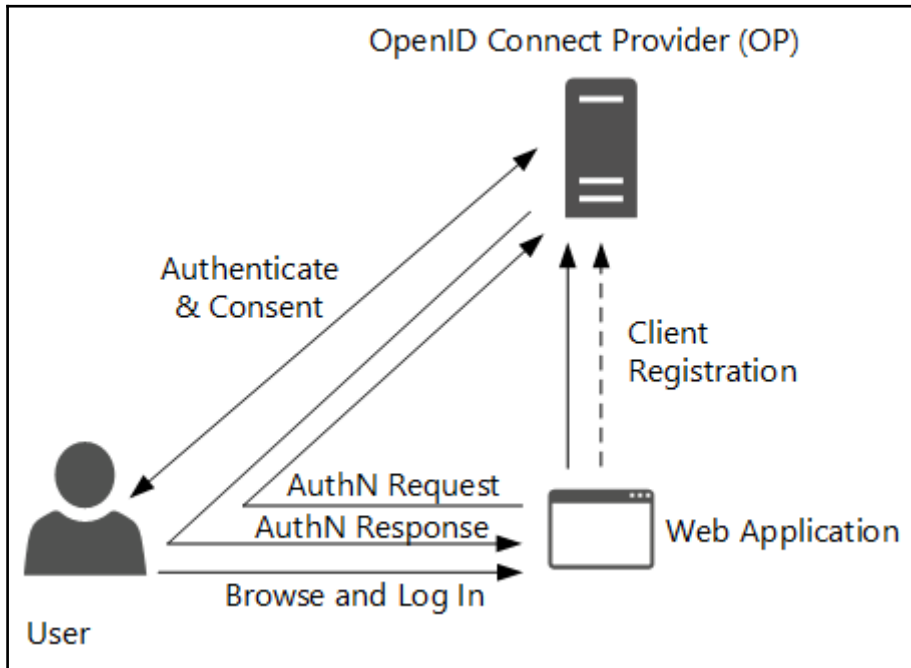 OpenID Connect Provider (OP)
Authenticate
& Consent
Client
Registration
AuthN Request
AuthN Response
Web Application
Browse and Log In
User